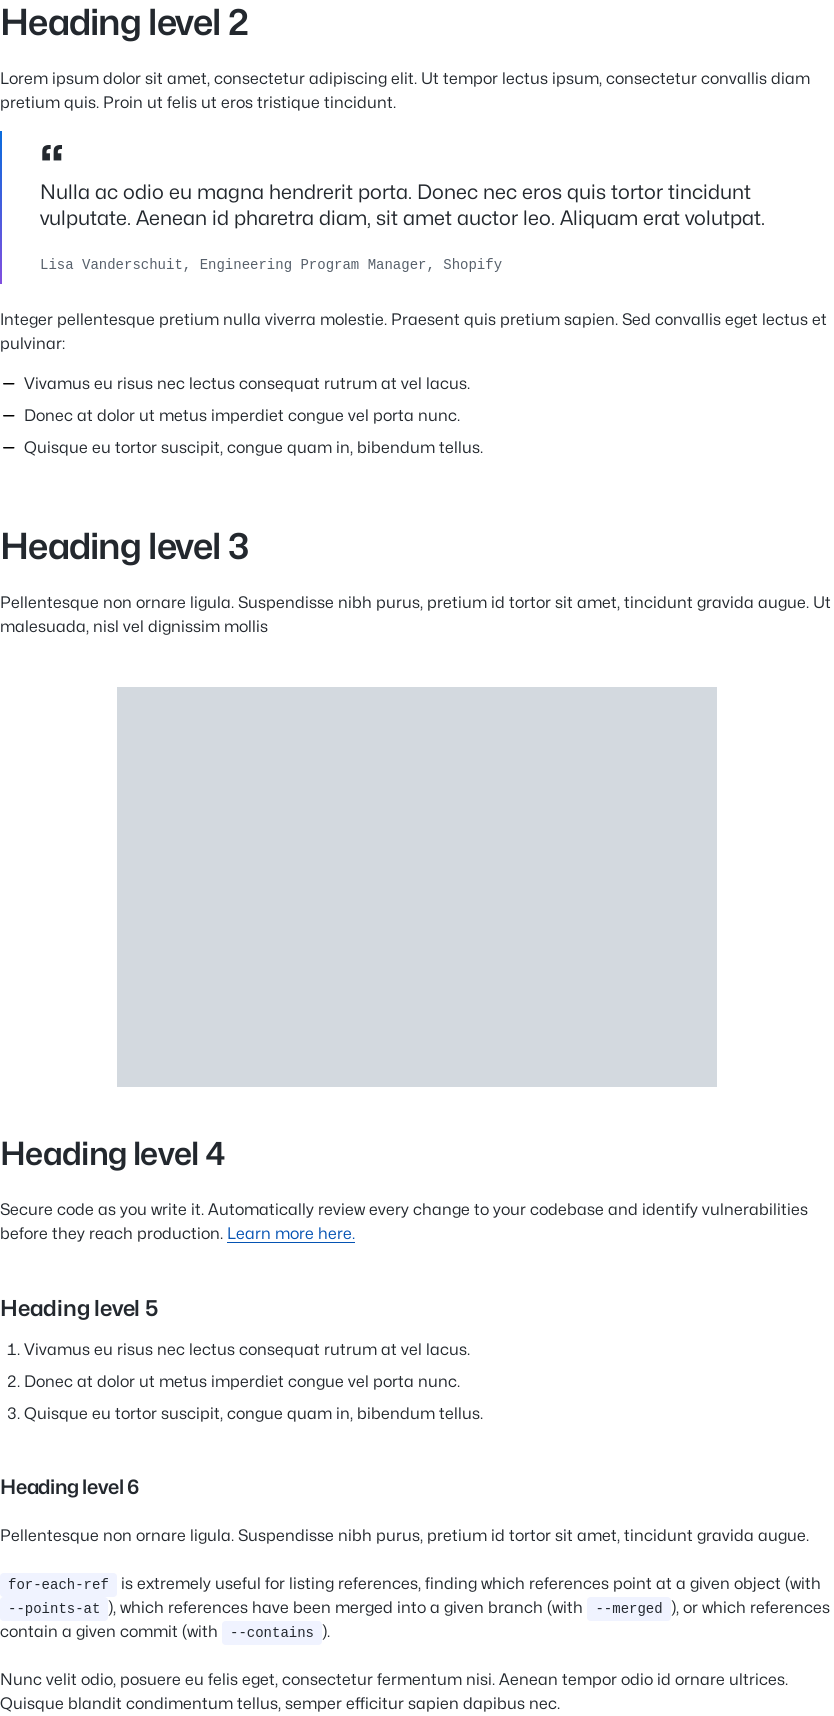 Heading level 2
Lorem ipsum dolor sit amet, consectetur adipiscing elit. Ut tempor lectus ipsum, consectetur convallis diam
pretium quis. Proin ut felis ut eros tristique tincidunt.
“
Nulla ac odio eu magna hendrerit porta. Donec nec eros quis tortor tincidunt
vulputate. Aenean id pharetra diam, sit amet auctor leo. Aliquam erat volutpat.
Lisa Vanderschuit, Engineering Program Manager, Shopify
Integer pellentesque pretium nulla viverra molestie. Praesent quis pretium sapien. Sed convallis eget lectus et
pulvinar:
— Vivamus eu risus nec lectus consequat rutrum at vel lacus.
— Donec at dolor ut metus imperdiet congue vel porta nunc.
— Quisque eu tortor suscipit, congue quam in, bibendum tellus.
Heading level 3
Pellentesque non ornare ligula. Suspendisse nibh purus, pretium id tortor sit amet, tincidunt gravida augue. Ut
malesuada, nisl vel dignissim mollis
Heading level 4
Secure code as you write it. Automatically review every change to your codebase and identify vulnerabilities
before they reach production. Learn more here.
Heading level 5
1. Vivamus eu risus nec lectus consequat rutrum at vel lacus.
2. Donec at dolor ut metus imperdiet congue vel porta nunc.
3. Quisque eu tortor suscipit, congue quam in, bibendum tellus.
Heading level 6
Pellentesque non ornare ligula. Suspendisse nibh purus, pretium id tortor sit amet, tincidunt gravida augue.
for-each-ref is extremely useful for listing references, finding which references point at a given object (with
--points-at ), which references have been merged into a given branch (with --merged ), or which references
contain a given commit (with --contains ).
Nunc velit odio, posuere eu felis eget, consectetur fermentum nisi. Aenean tempor odio id ornare ultrices.
Quisque blandit condimentum tellus, semper efficitur sapien dapibus nec.